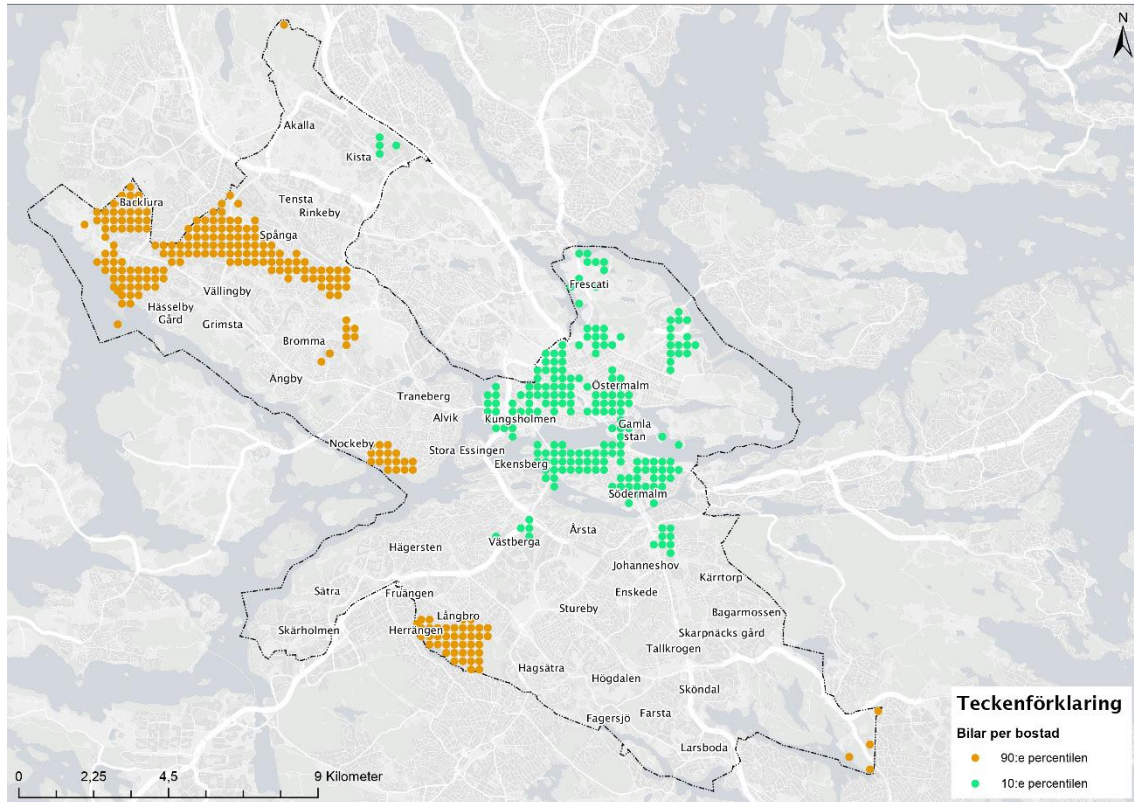 N
Akalla
Kista
Backlura
Tensta
Rinkeby
Spånga
Frescati
Vällingby
Hässelby
Gård
Grimsta
Bromma
Ängby
Östermalm
Traneberg
Kungsholmen
Alvik
Gamla
stan
Nockeby
Stora Essingen
Ekensberg
Södermalm
Årsta
Västberga
Hägersten
Johanneshov
Kärrtorp
Sätra
Fruängen
Enskede
Stureby
Bagarmossen
Långbro
Skärholmen
Herrängen
Skarpnäcks gård
Tallkrogen
Hagsätra
Högdalen
Sköndal
Fagersjö
Farsta
Larsboda
Teckenförklaring
Bilar per bostad
90:e percentilen
10:e percentilen
0 2,25 4,5 9 Kilometer